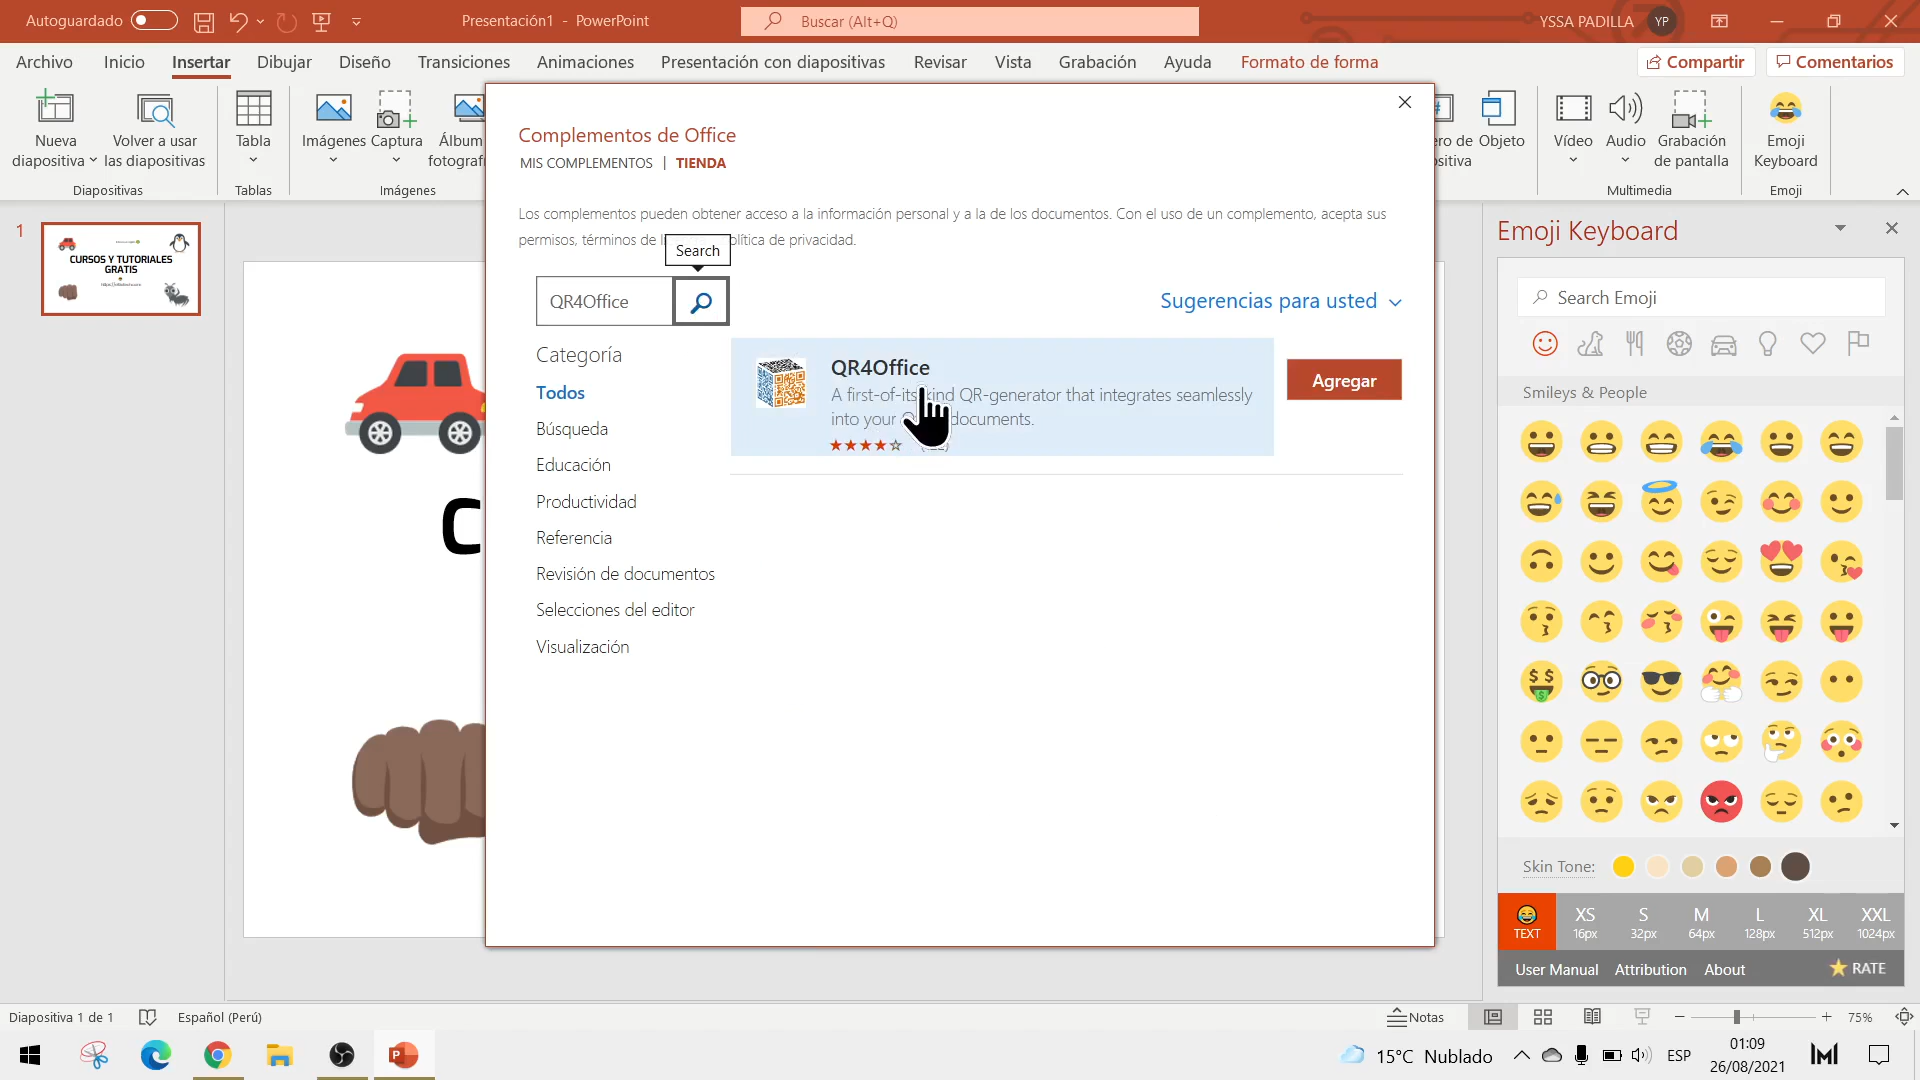 Autoguardado
Presentación1 - PowerPoint
Buscar (Alt+Q)
YSSA PADILLA
YP
Archivo Inicio Insertar Dibujar Diseño Transiciones Animaciones Presentación con diapositivas Revisar Vista Grabación Ayuda Formato de forma
Compartir
Comentarios
Nueva
diapositiva
Volver a usar
las diapositivas
Tabla
Imágenes
Captura
Álbum
Objeto
Vídeo
Audio
Grabación
de pantalla
Emoji
Keyboard
Diapositivas
Tablas
Imágenes
Multimedia
Emoji
Complementos de Office
MIS COMPLEMENTOS | TIENDA
Los complementos pueden obtener acceso a la información personal y a la de los documentos. Con el uso de un complemento, acepta sus
permisos, términos de
política de privacidad.
Search
QR4Office
Sugerencias para usted
Categoría
Todos
Búsqueda
Educación
Productividad
Referencia
Revisión de documentos
Selecciones del editor
Visualización
QR4Office
A first-of-its-kind QR-generator that integrates seamlessly
into your documents.
Agregar
1
CURSOS Y TUTORIALES
GRATIS
C
Emoji Keyboard
Search Emoji
Smileys & People
Skin Tone:
TEXT
XS
16px
S
32px
M
64px
L
128px
XL
512px
XXL
1024px
User Manual
Attribution
About
RATE
Diapositiva 1 de 1
Español (Perú)
Notas
75%
15°C Nublado
ESP
01:09
26/08/2021